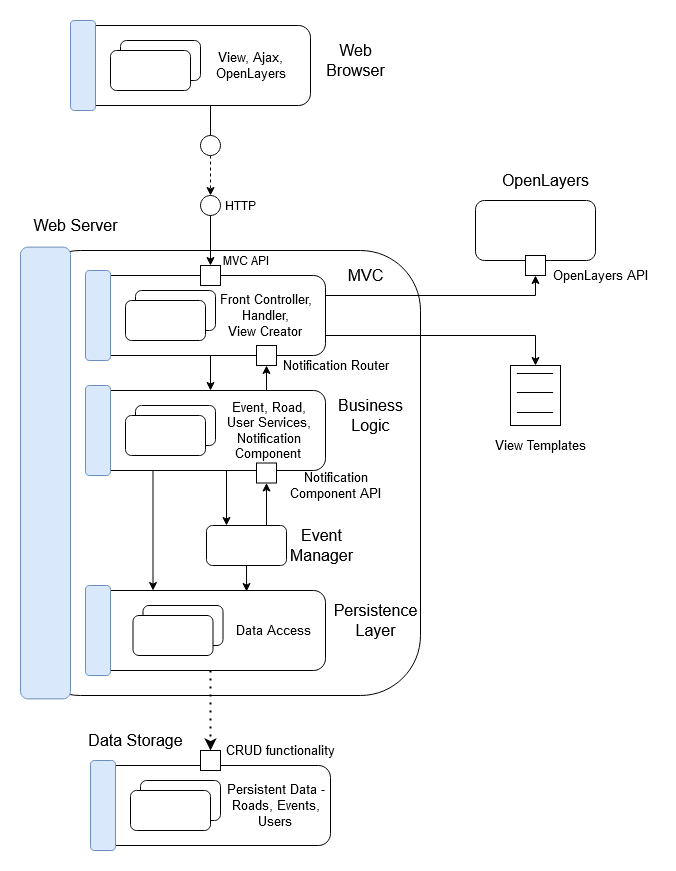 View, Ajax,
OpenLayers
Web
Browser
HTTP
OpenLayers
Web Server
MVC API
MVC
OpenLayers API
Front Controller,
Handler,
View Creator
Notification Router
Event, Road,
User Services,
Notification
Component
Business
Logic
View Templates
Notification
Component API
Event
Manager
Data Access
Persistence
Layer
Data Storage
CRUD functionality
Persistent Data -
Roads, Events,
Users